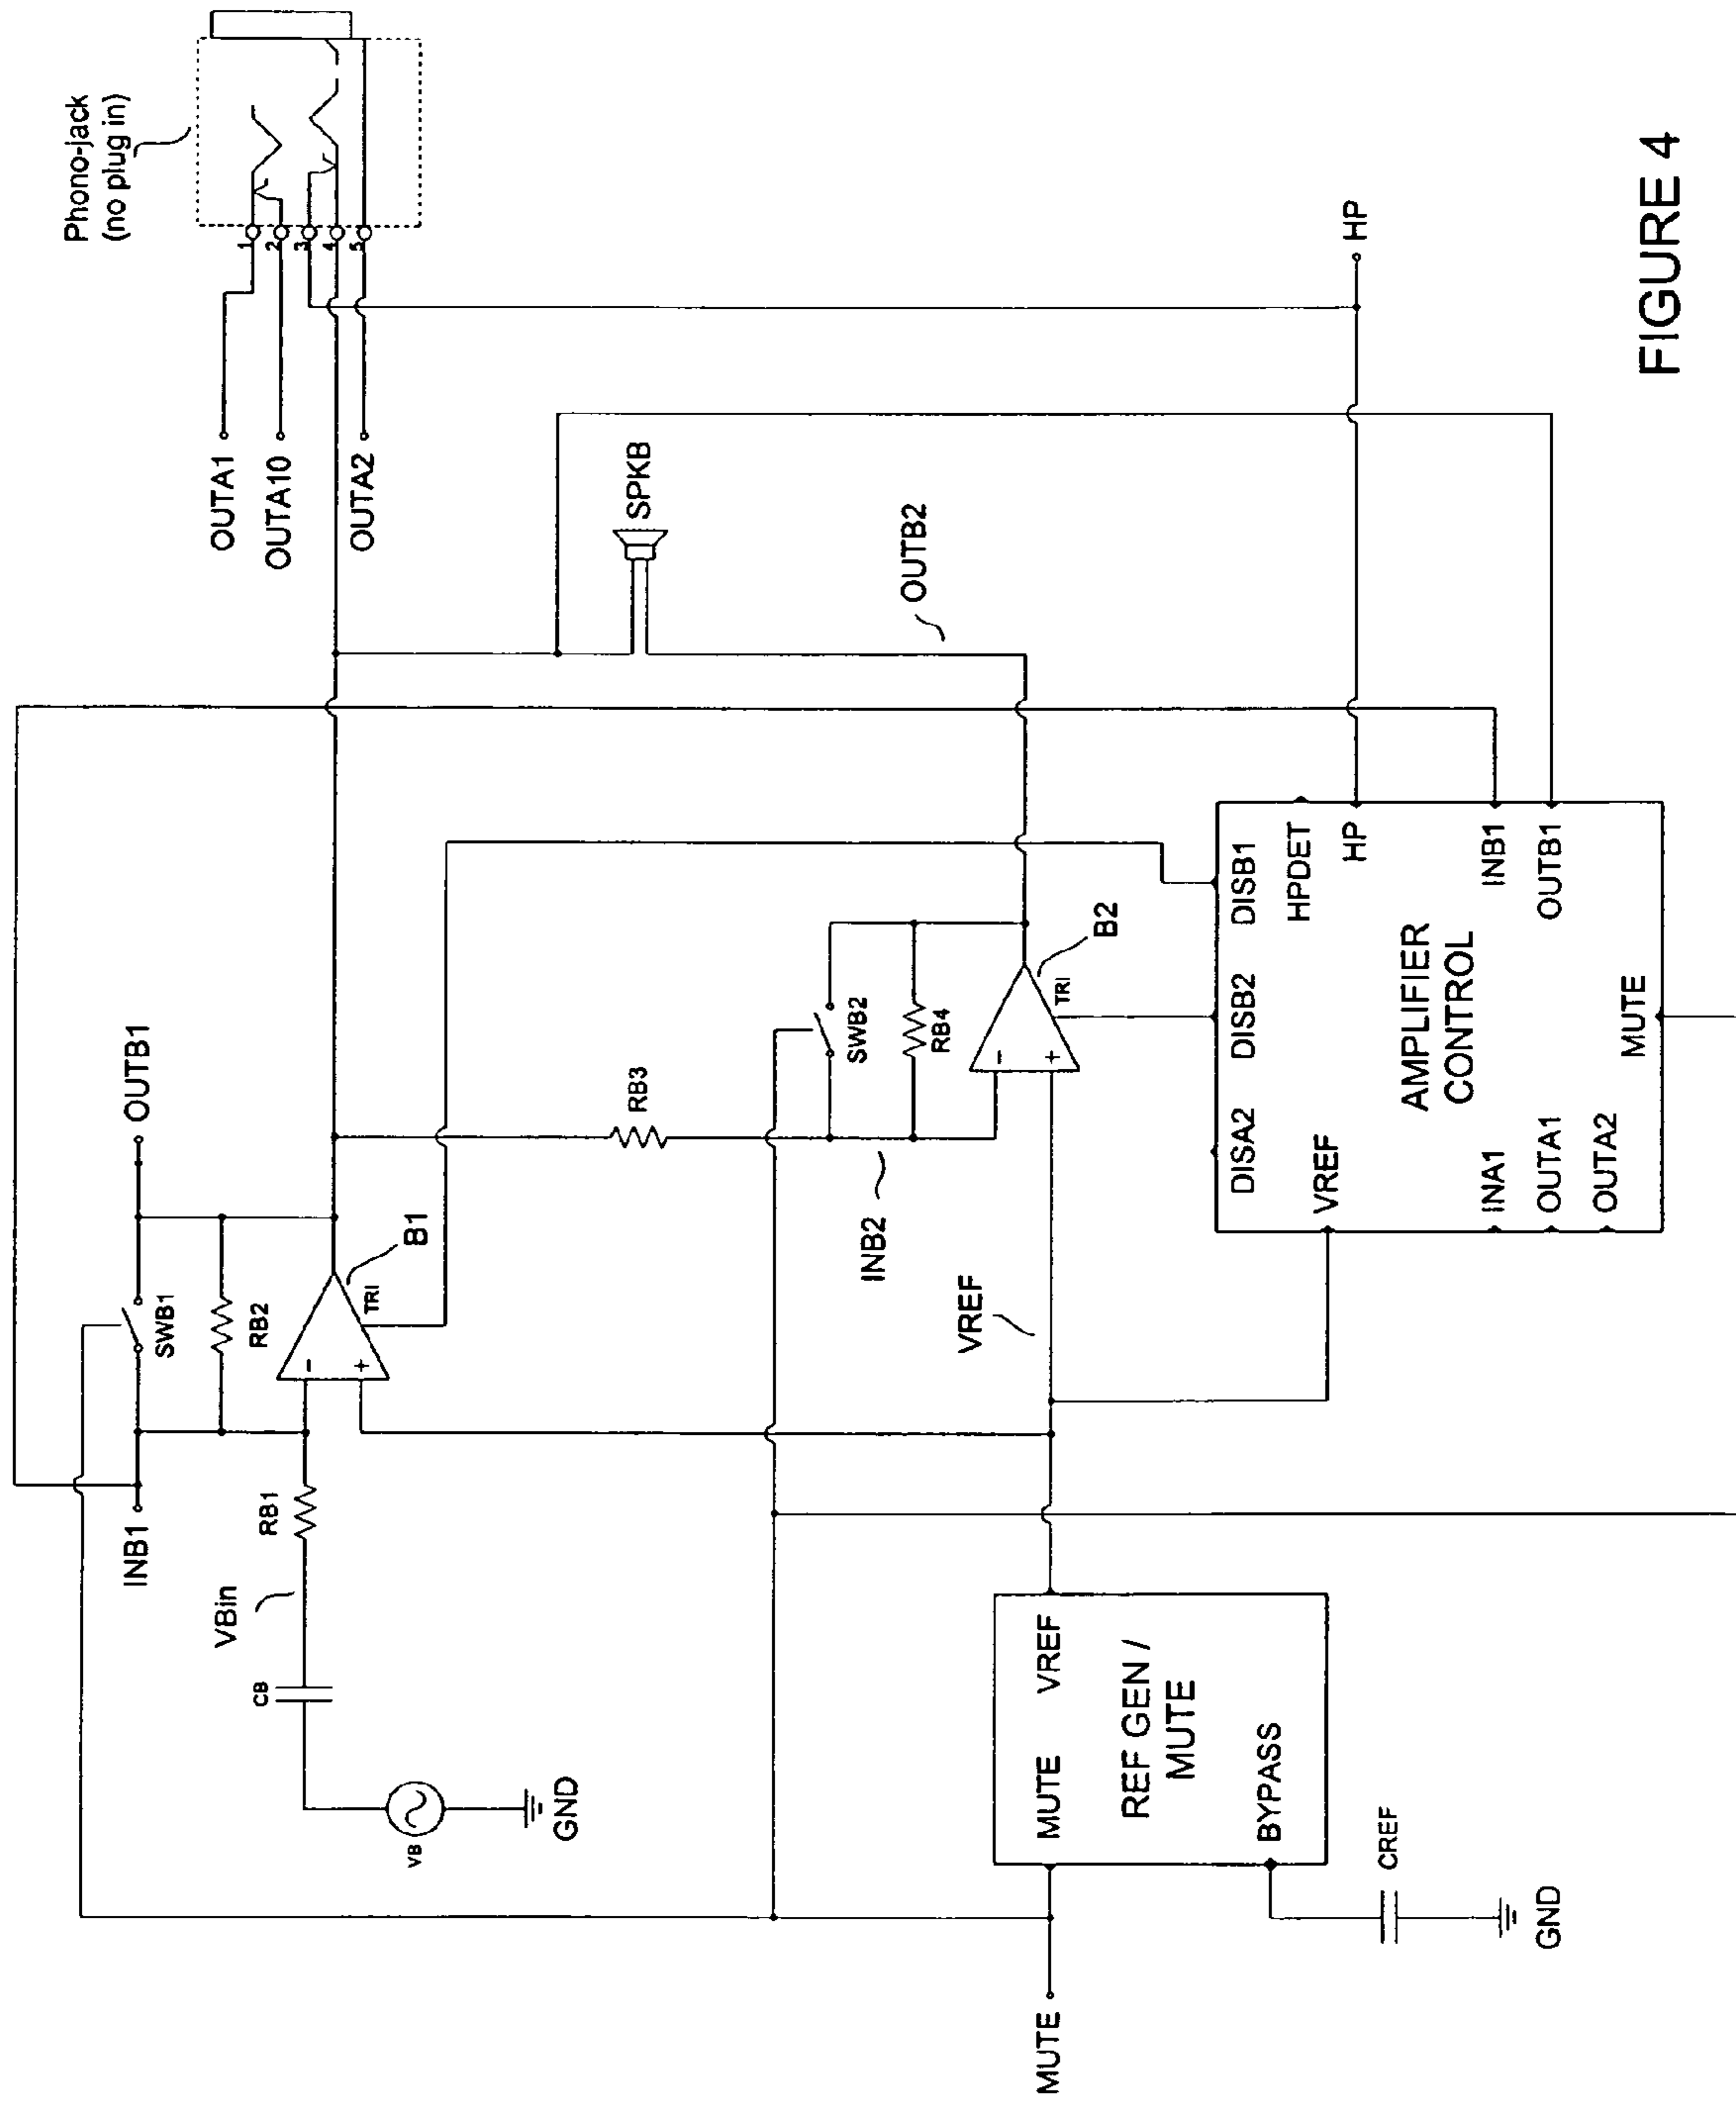 Phono-jack
(no plug in)
1
2
3
4
5
OUTA1
OUTA10
OUTA2
HP
SPKB
OUTB2
OUTB1
INB1
SWB1
RB2
RB1
VBin
CB
VB
GND
B1
TRI
RB3
SWB2
RB4
B2
TRI
INB2
VREF
DISA2
DISB2
DISB1
HPDET
HP
VREF
AMPLIFIER
CONTROL
INA1
INB1
OUTA1
OUTB1
OUTA2
MUTE
MUTE
MUTE
VREF
REF GEN /
MUTE
BYPASS
CREF
GND
FIGURE 4